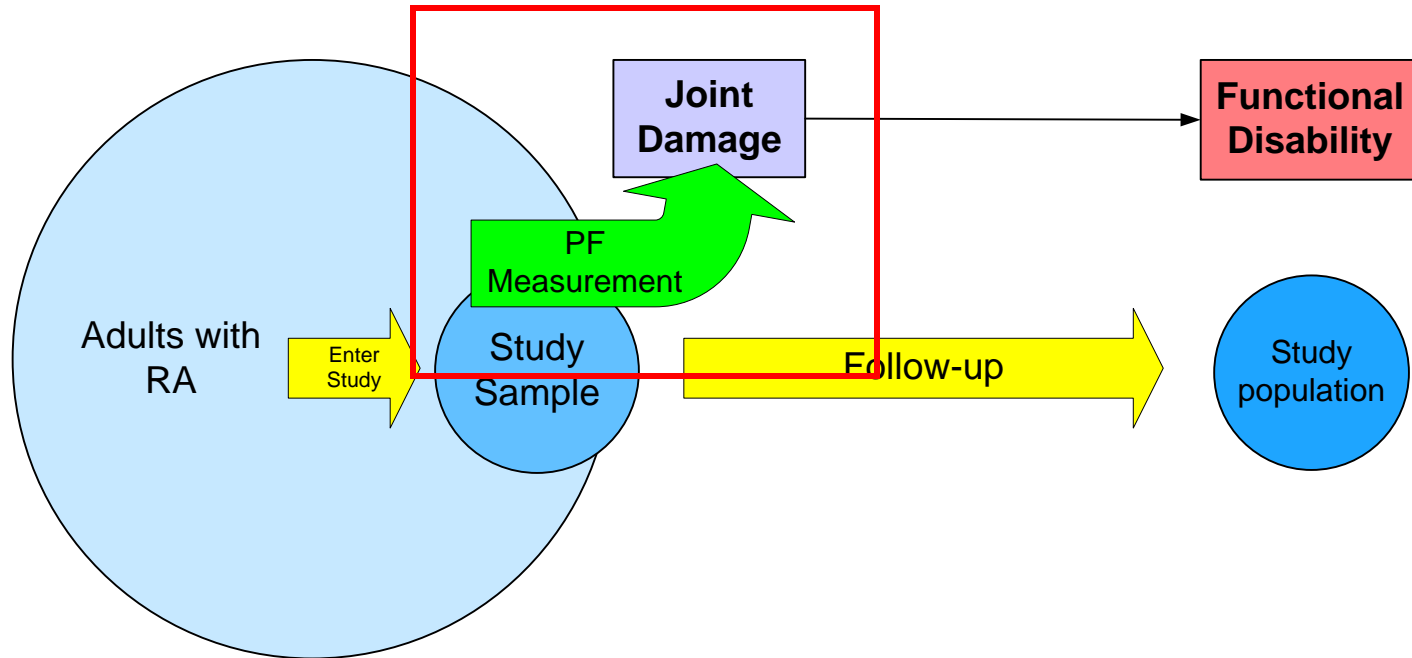 Joint
Damage
Functional
Disability
PF
Measurement
Adults with
RA
Enter
Study
Study
Sample
Follow-up
Study
population